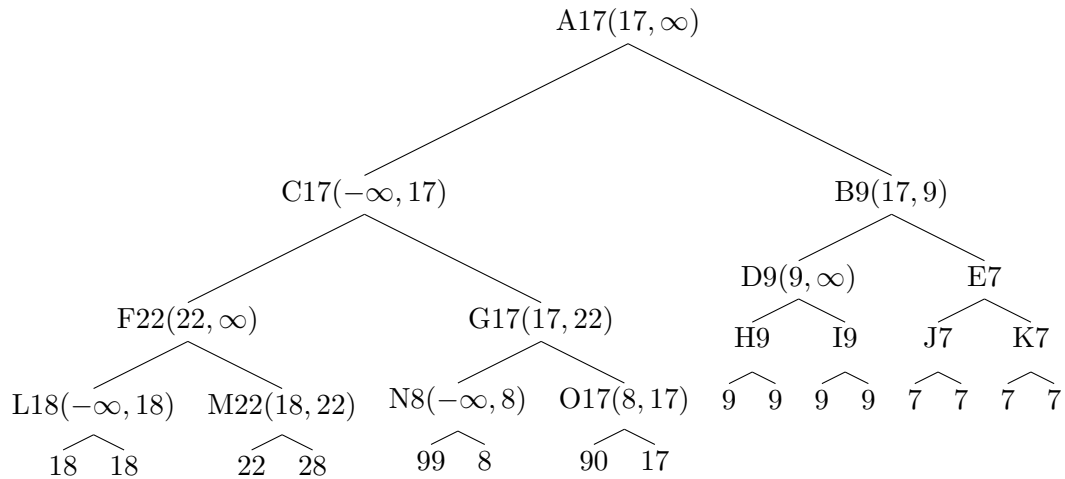 A17(17, ∞)
C17(−∞, 17) B9(17, 9)
D9(9, ∞) E7
F22(22, ∞) G17(17, 22)
H9 I9 J7 K7
L18(−∞, 18) M22(18, 22) N8(−∞, 8) O17(8, 17)
9 9 9 9 7 7 7 7
18 18 22 28 99 8 90 17